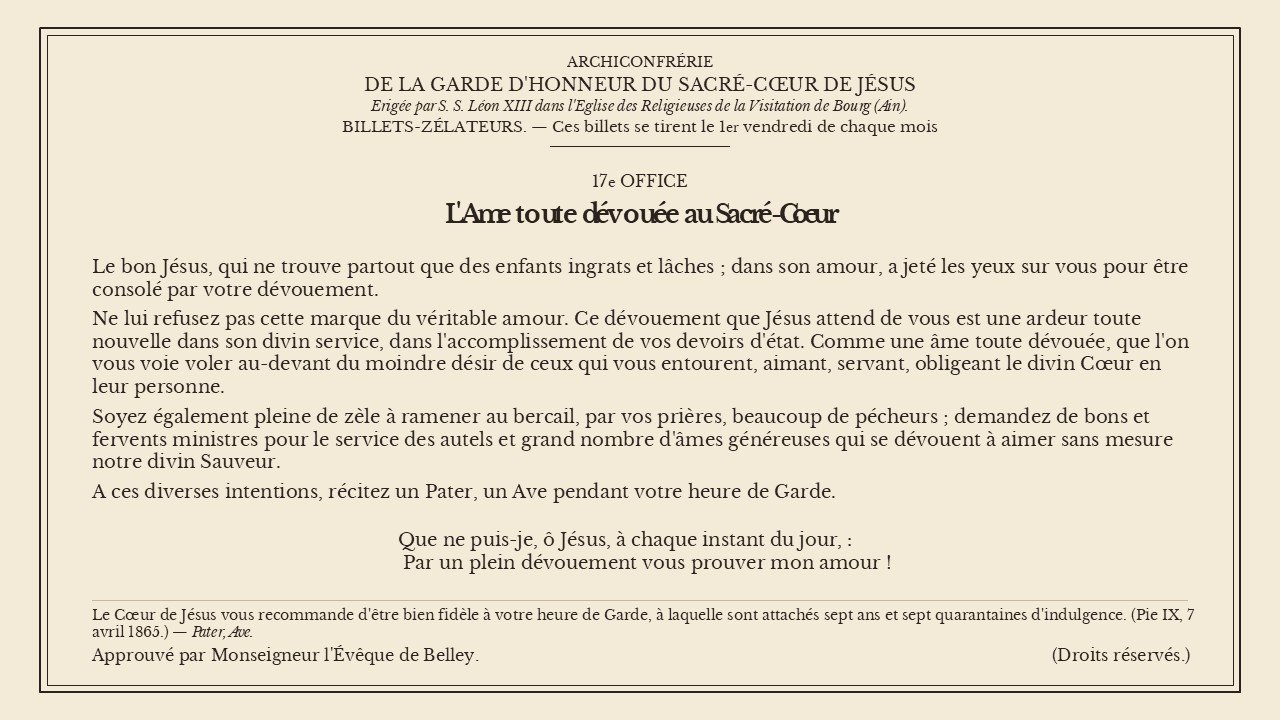 ARCHICONFRÉRIE
DE LA GARDE D'HONNEUR DU SACRÉ-CŒUR DE JÉSUS
Erigée par S. S. Léon XIII dans l'Eglise des Religieuses de la Visitation de Bourg (Ain).
BILLETS-ZÉLATEURS. — Ces billets se tirent le 1er vendredi de chaque mois
17e OFFICE
L'Ame toute dévouée au Sacré-Cœur
Le bon Jésus, qui ne trouve partout que des enfants ingrats et lâches ; dans son amour, a jeté les yeux sur vous pour être
consolé par votre dévouement.
Ne lui refusez pas cette marque du véritable amour. Ce dévouement que Jésus attend de vous est une ardeur toute
nouvelle dans son divin service, dans l'accomplissement de vos devoirs d'état. Comme une âme toute dévouée, que l'on
vous voie voler au-devant du moindre désir de ceux qui vous entourent, aimant, servant, obligeant le divin Cœur en
leur personne.
Soyez également pleine de zèle à ramener au bercail, par vos prières, beaucoup de pécheurs ; demandez de bons et
fervents ministres pour le service des autels et grand nombre d'âmes généreuses qui se dévouent à aimer sans mesure
notre divin Sauveur.
A ces diverses intentions, récitez un Pater, un Ave pendant votre heure de Garde.
Que ne puis-je, ô Jésus, à chaque instant du jour, :
Par un plein dévouement vous prouver mon amour !
Le Cœur de Jésus vous recommande d'être bien fidèle à votre heure de Garde, à laquelle sont attachés sept ans et sept quarantaines d'indulgence. (Pie IX, 7
avril 1865.) — Pater, Ave.
Approuvé par Monseigneur l'Évêque de Belley. (Droits réservés.)